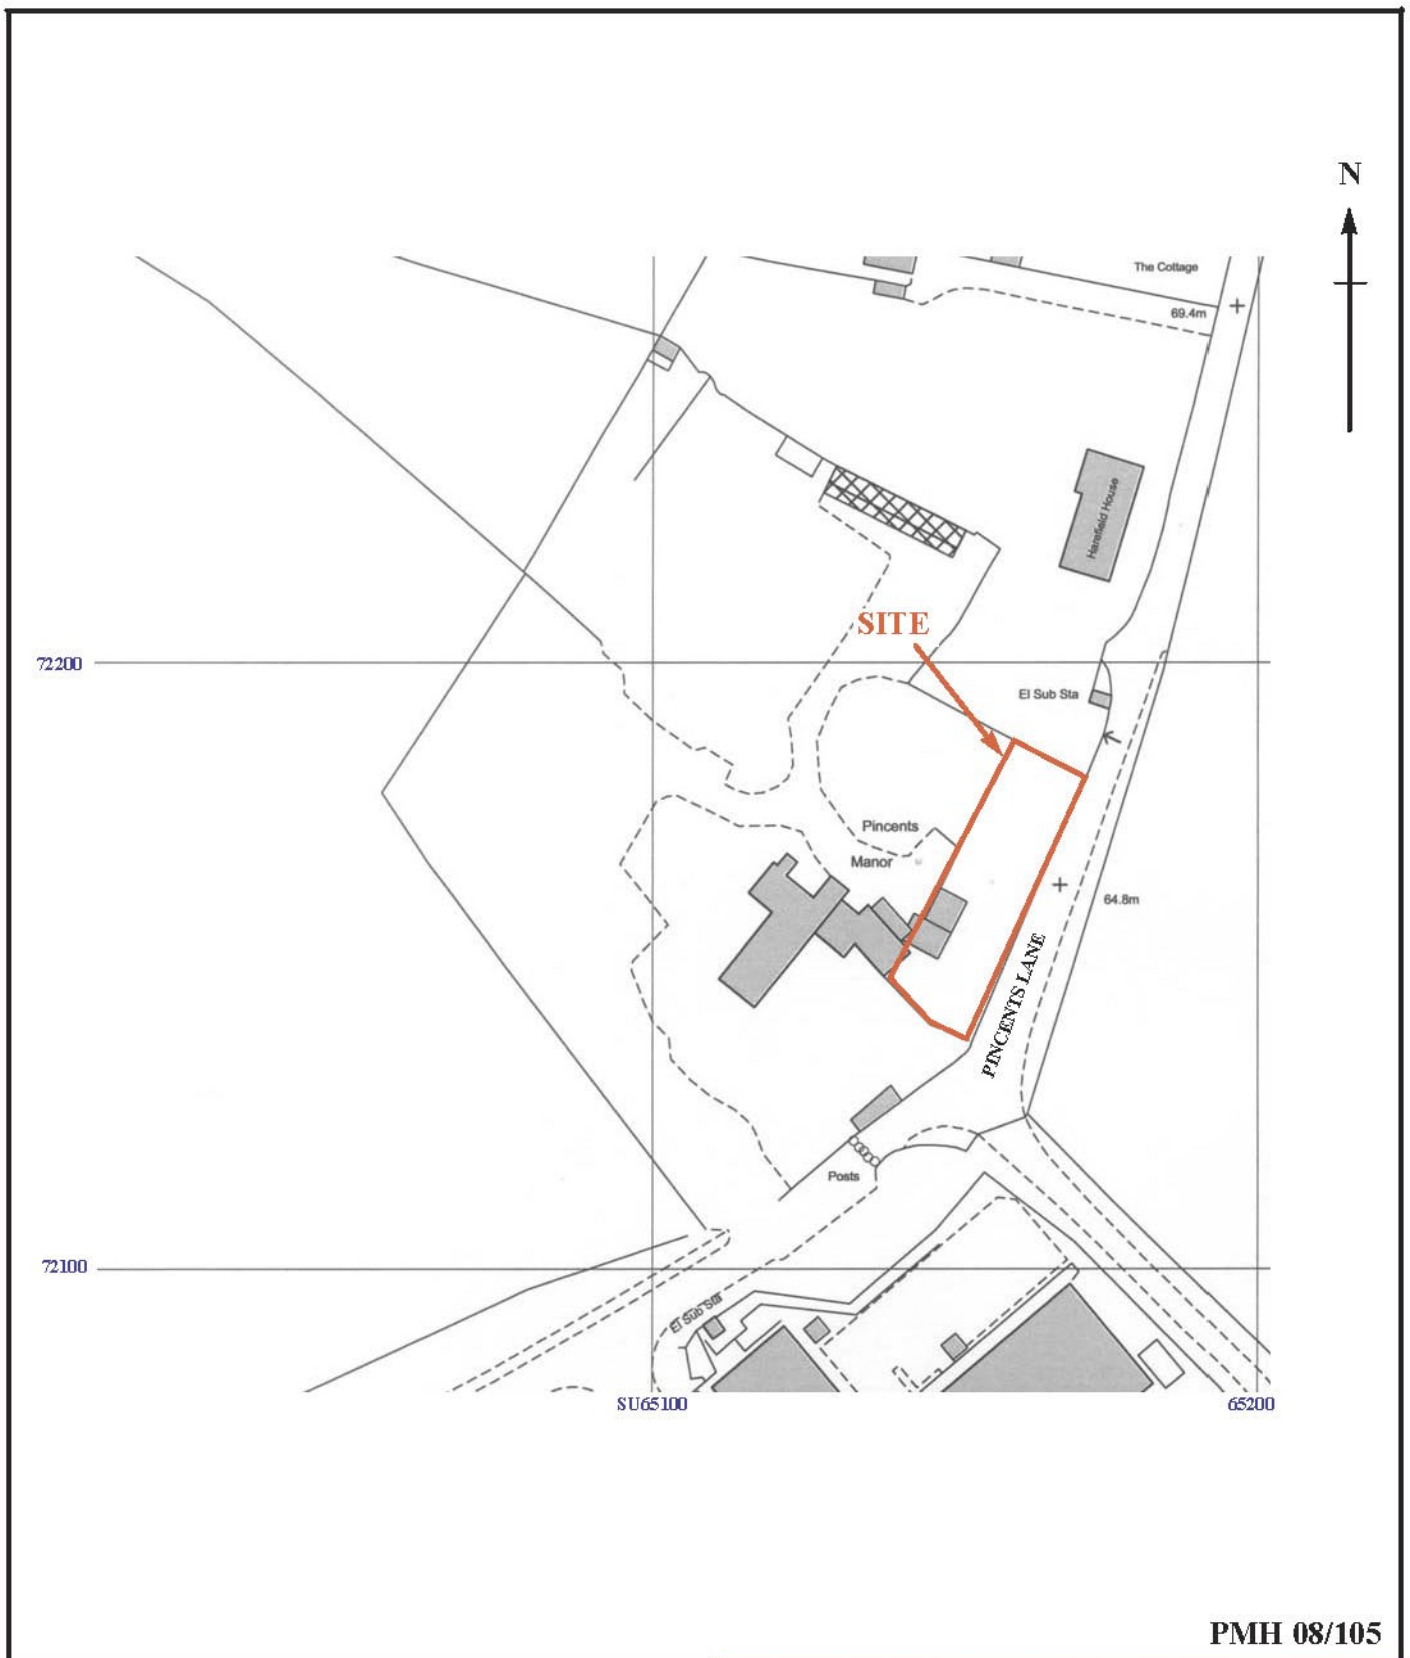 N
The Cottage
69.4m
Harefield House
SITE
72200
El Sub Sta
Pincents
Manor
64.8m
PINCENTS LANE
Posts
72100
El Sub Sta
SU65100
65200
PMH 08/105